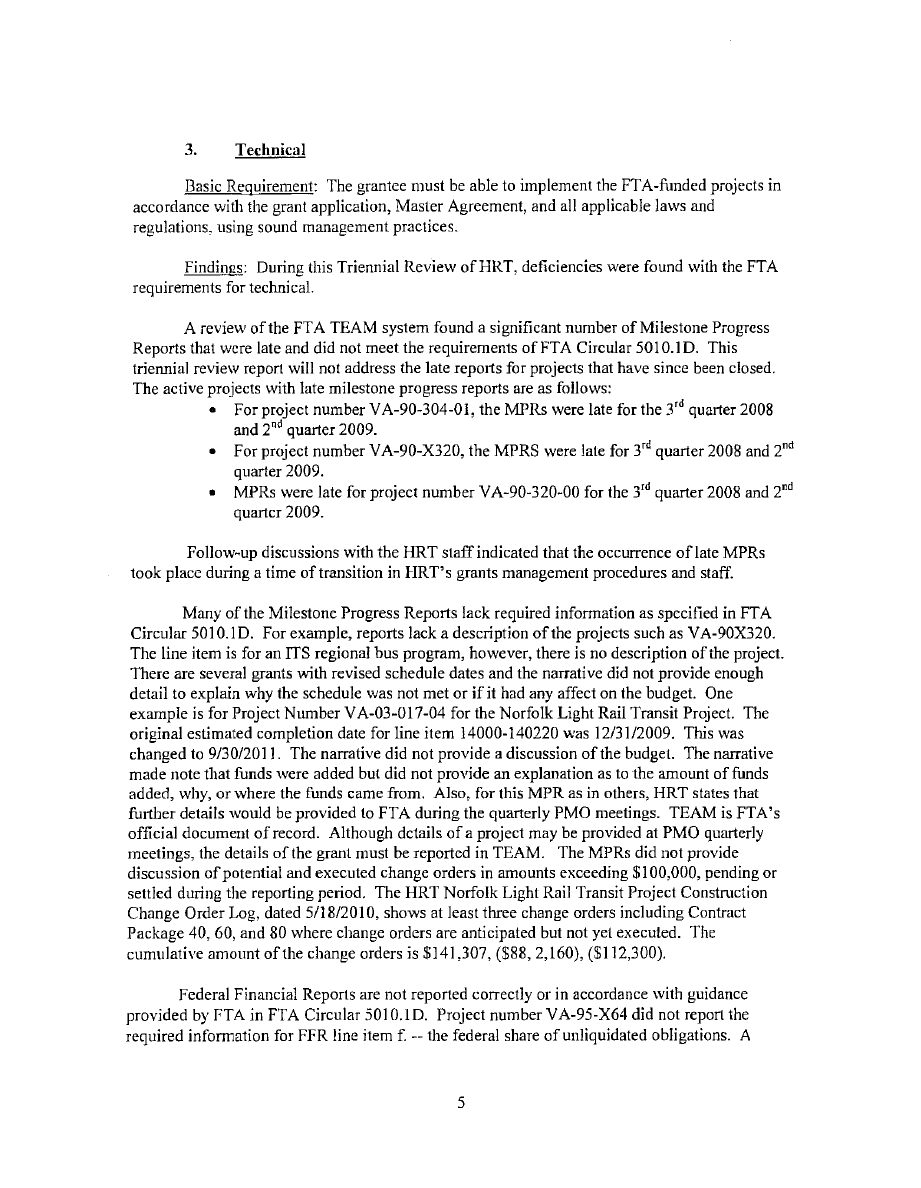 3. Technical
Basic Requirement: The grantee must be able to implement the FTA-funded projects in
accordance with the grant application, Master Agreement, and all applicable laws and
regulations, using sound management practices.
Findings: During this Triennial Review of HRT, deficiencies were found with the FTA
requirements for technical.
A review of the FTA TEAM system found a significant number of Milestone Progress
Reports that were late and did not meet the requirements of FTA Circular 5010.1D. This
triennial review report will not address the late reports for projects that have since been closed.
The active projects with late milestone progress reports are as follows:
• For project number VA-90-304-01, the MPRs were late for the 3rd quarter 2008
and 2nd quarter 2009.
• For project number VA-90-X320, the MPRS were late for 3rd quarter 2008 and 2nd
quarter 2009.
• MPRs were late for project number VA-90-320-00 for the 3rd quarter 2008 and 2nd
quarter 2009.
Follow-up discussions with the HRT staff indicated that the occurrence of late MPRs
took place during a time of transition in HRT's grants management procedures and staff.
Many of the Milestone Progress Reports lack required information as specified in FTA
Circular 5010.1D. For example, reports lack a description of the projects such as VA-90X320.
The line item is for an ITS regional bus program, however, there is no description of the project.
There are several grants with revised schedule dates and the narrative did not provide enough
detail to explain why the schedule was not met or if it had any affect on the budget. One
example is for Project Number VA-03-017-04 for the Norfolk Light Rail Transit Project. The
original estimated completion date for line item 14000-140220 was 12/31/2009. This was
changed to 9/30/2011. The narrative did not provide a discussion of the budget. The narrative
made note that funds were added but did not provide an explanation as to the amount of funds
added, why, or where the funds came from. Also, for this MPR as in others, HRT states that
further details would be provided to FTA during the quarterly PMO meetings. TEAM is FTA's
official document of record. Although details of a project may be provided at PMO quarterly
meetings, the details of the grant must be reported in TEAM. The MPRs did not provide
discussion of potential and executed change orders in amounts exceeding $100,000, pending or
settled during the reporting period. The HRT Norfolk Light Rail Transit Project Construction
Change Order Log, dated 5/18/2010, shows at least three change orders including Contract
Package 40, 60, and 80 where change orders are anticipated but not yet executed. The
cumulative amount of the change orders is $141,307, ($88, 2,160), ($112,300).
Federal Financial Reports are not reported correctly or in accordance with guidance
provided by FTA in FTA Circular 5010.1D. Project number VA-95-X64 did not report the
required information for FFR line item f. -- the federal share of unliquidated obligations. A
5